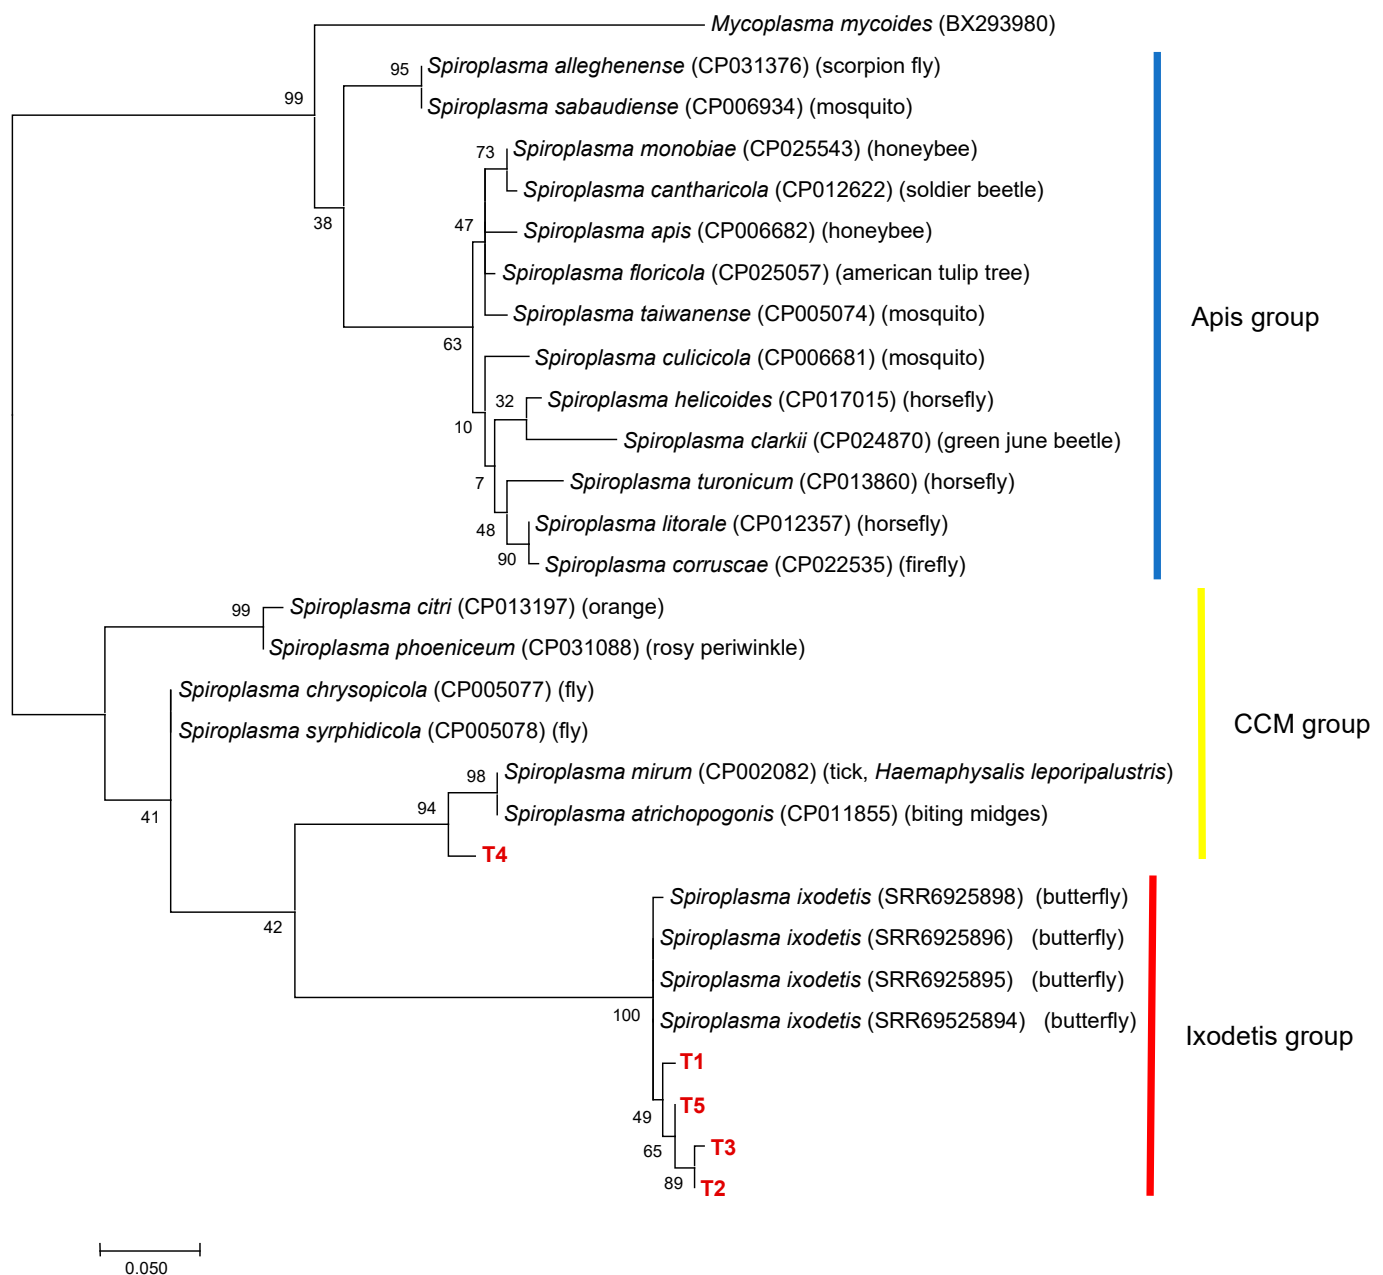 Mycoplasma mycoides (BX293980)
95
Spiroplasma alleghenense (CP031376) (scorpion fly)
99
Spiroplasma sabaudiense (CP006934) (mosquito)
73
Spiroplasma monobiae (CP025543) (honeybee)
Spiroplasma cantharicola (CP012622) (soldier beetle)
38
47
Spiroplasma apis (CP006682) (honeybee)
Spiroplasma floricola (CP025057) (american tulip tree)
Spiroplasma taiwanense (CP005074) (mosquito)
Apis group
63
Spiroplasma culicicola (CP006681) (mosquito)
32
Spiroplasma helicoides (CP017015) (horsefly)
10
Spiroplasma clarkii (CP024870) (green june beetle)
7
Spiroplasma turonicum (CP013860) (horsefly)
48
Spiroplasma litorale (CP012357) (horsefly)
90
Spiroplasma corruscae (CP022535) (firefly)
99
Spiroplasma citri (CP013197) (orange)
Spiroplasma phoeniceum (CP031088) (rosy periwinkle)
Spiroplasma chrysopicola (CP005077) (fly)
Spiroplasma syrphidicola (CP005078) (fly)
CCM group
98
Spiroplasma mirum (CP002082) (tick, Haemaphysalis leporipalustris)
94
Spiroplasma atrichopogonis (CP011855) (biting midges)
41
T4
Spiroplasma ixodetis (SRR6925898) (butterfly)
42
Spiroplasma ixodetis (SRR6925896) (butterfly)
Spiroplasma ixodetis (SRR6925895) (butterfly)
100
Spiroplasma ixodetis (SRR69525894) (butterfly)
Ixodetis group
T1
49
T5
65
T3
89
T2
0.050